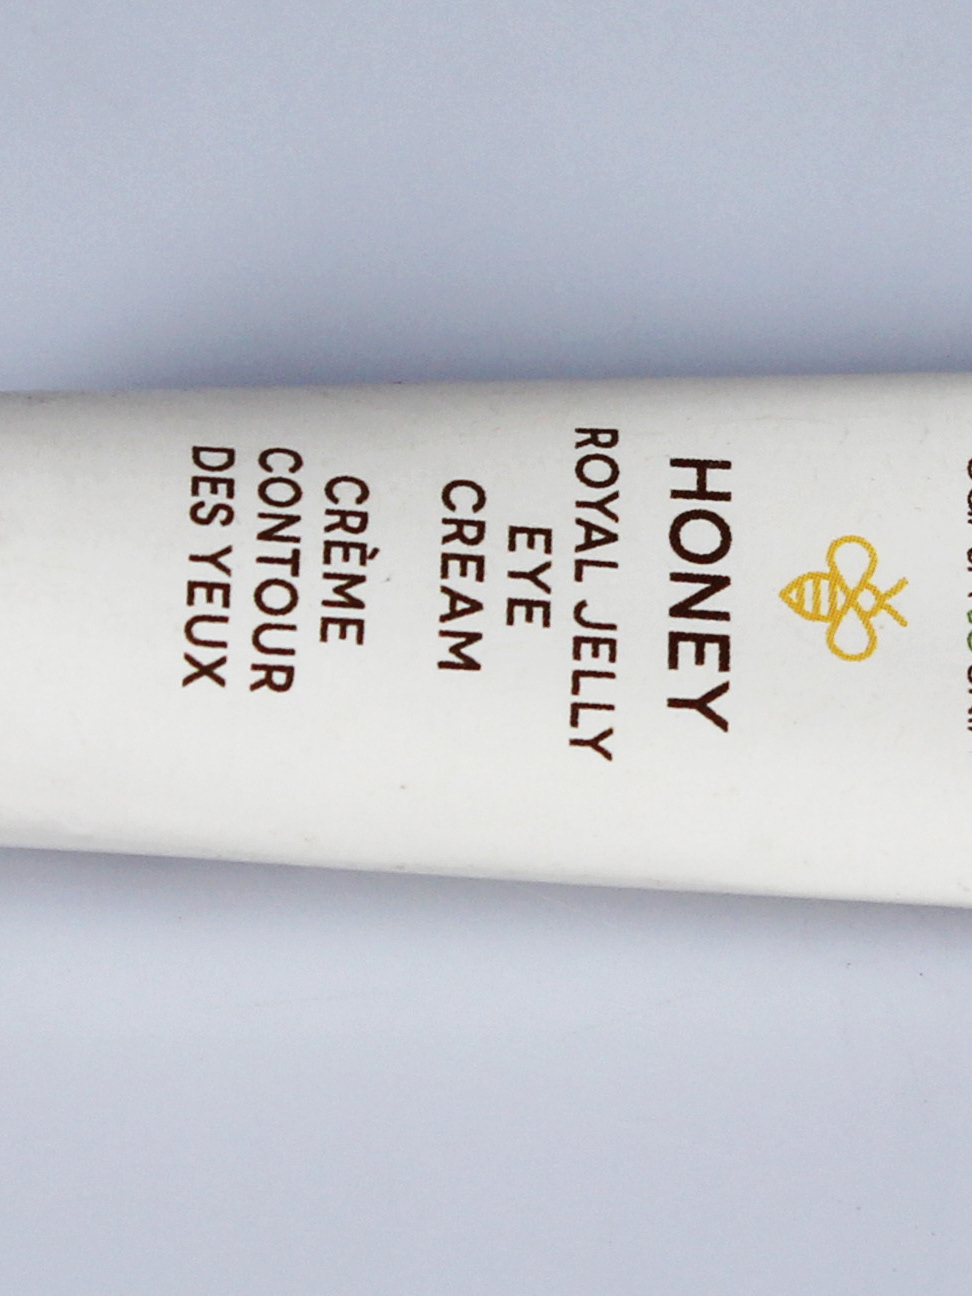 HONEY
ROYAL JELLY
EYE
CREAM
CRÈME
CONTOUR
DES YEUX